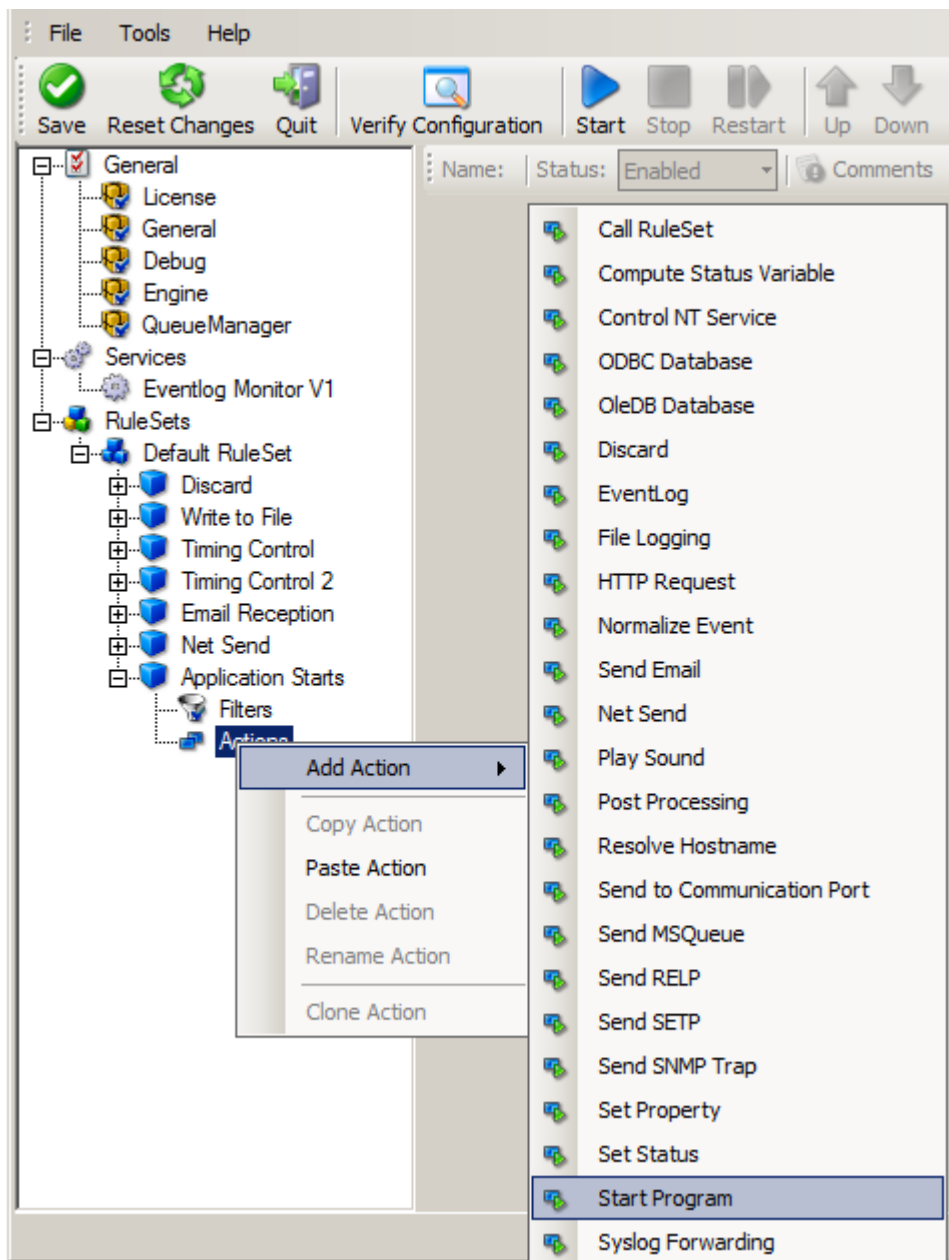 File Tools Help
Save Reset Changes Quit Verify Configuration Start Stop Restart Up Down
General
License
General
Debug
Engine
QueueManager
Services
Eventlog Monitor V1
RuleSets
Default RuleSet
Discard
Write to File
Timing Control
Timing Control 2
Email Reception
Net Send
Application Starts
Filters
Actions
Name: Status: Enabled Comments
Add Action
Copy Action
Paste Action
Delete Action
Rename Action
Clone Action
Call RuleSet
Compute Status Variable
Control NT Service
ODBC Database
OleDB Database
Discard
EventLog
File Logging
HTTP Request
Normalize Event
Send Email
Net Send
Play Sound
Post Processing
Resolve Hostname
Send to Communication Port
Send MSQueue
Send RELP
Send SETP
Send SNMP Trap
Set Property
Set Status
Start Program
Syslog Forwarding